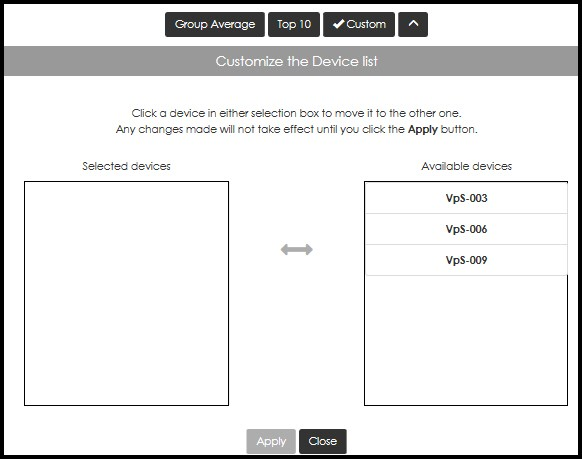 Group Average Top 10 Custom
Customize the Device list
Click a device in either selection box to move it to the other one.
Any changes made will not take effect until you click the Apply button.
Selected devices Available devices
VpS-003
VpS-006
VpS-009
Apply Close